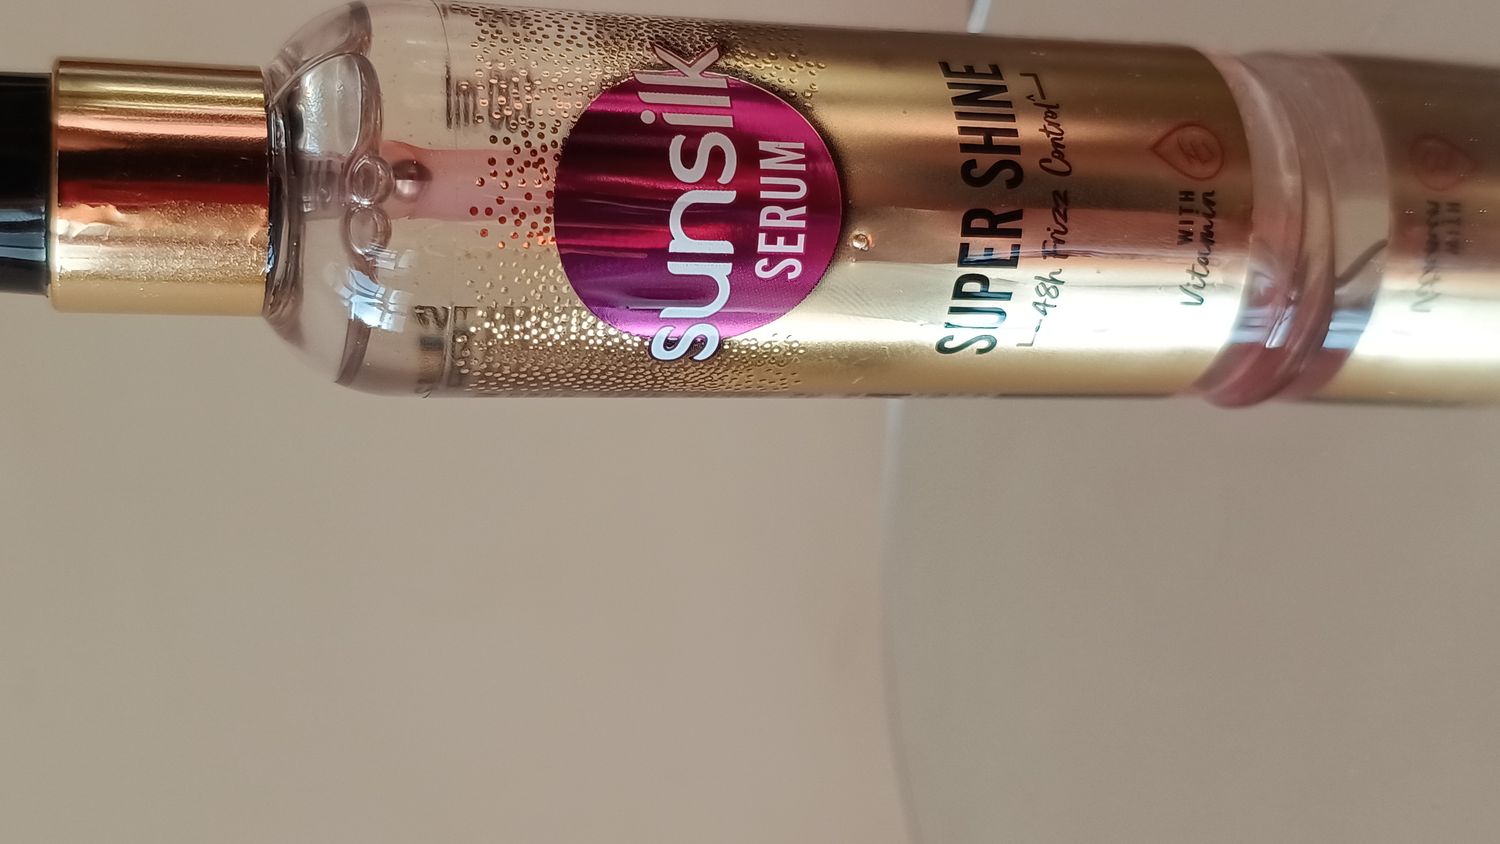 sunsilk
SERUM
SUPER SHINE
48h Frizz Control
WITH
Vitamin E